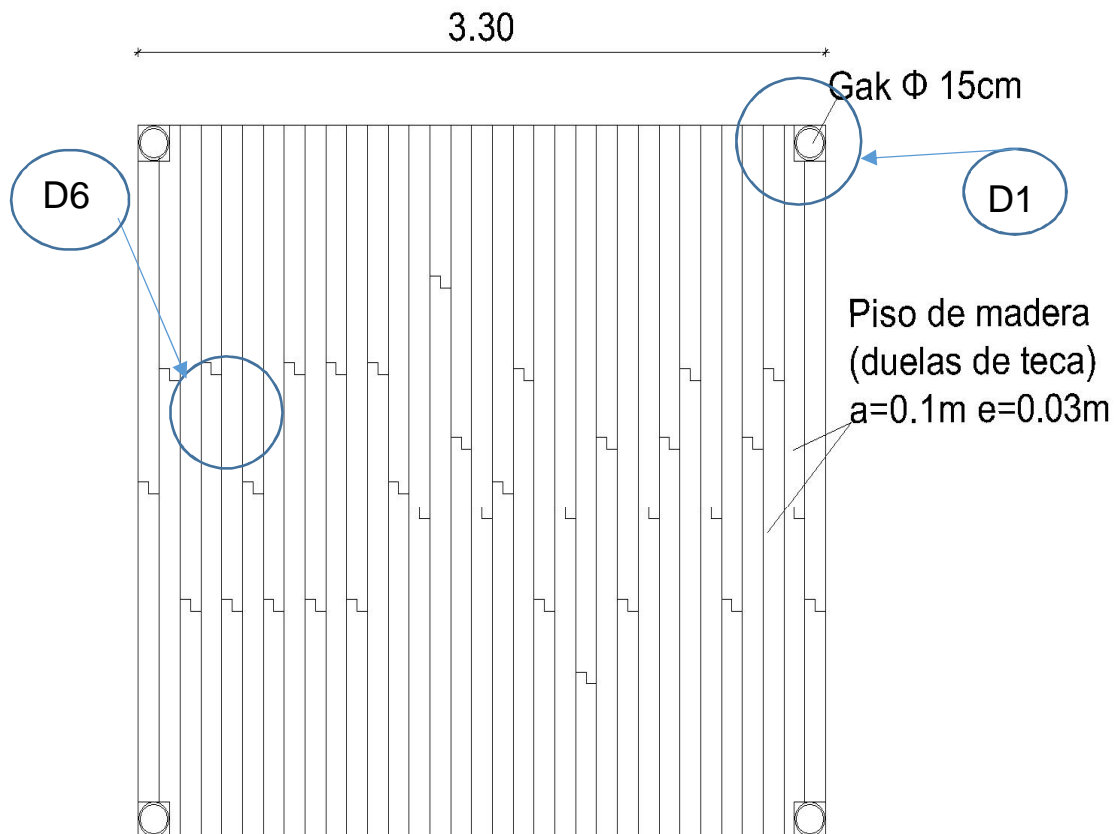 3.30
Gak Φ 15cm
D6
D1
Piso de madera
(duelas de teca)
a=0.1m e=0.03m